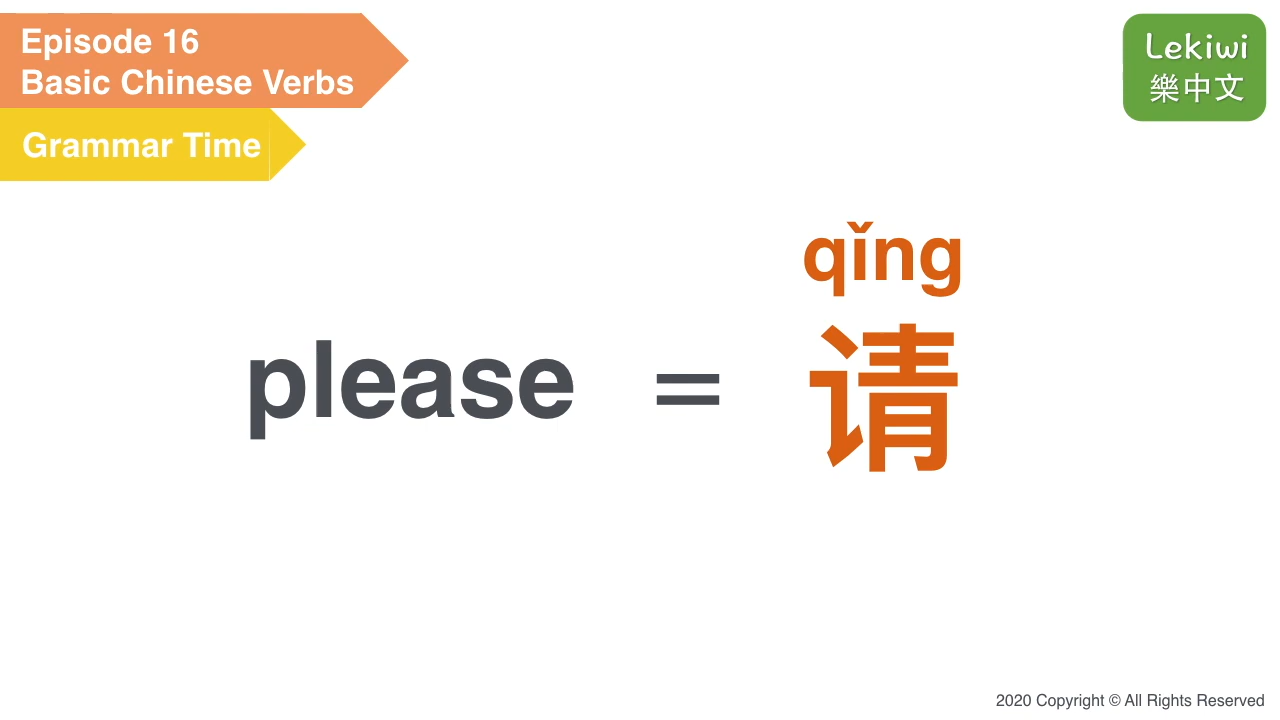 Episode 16
Basic Chinese Verbs
Grammar Time
Lekiwi
樂中文
qǐng
please = 请
2020 Copyright © All Rights Reserved